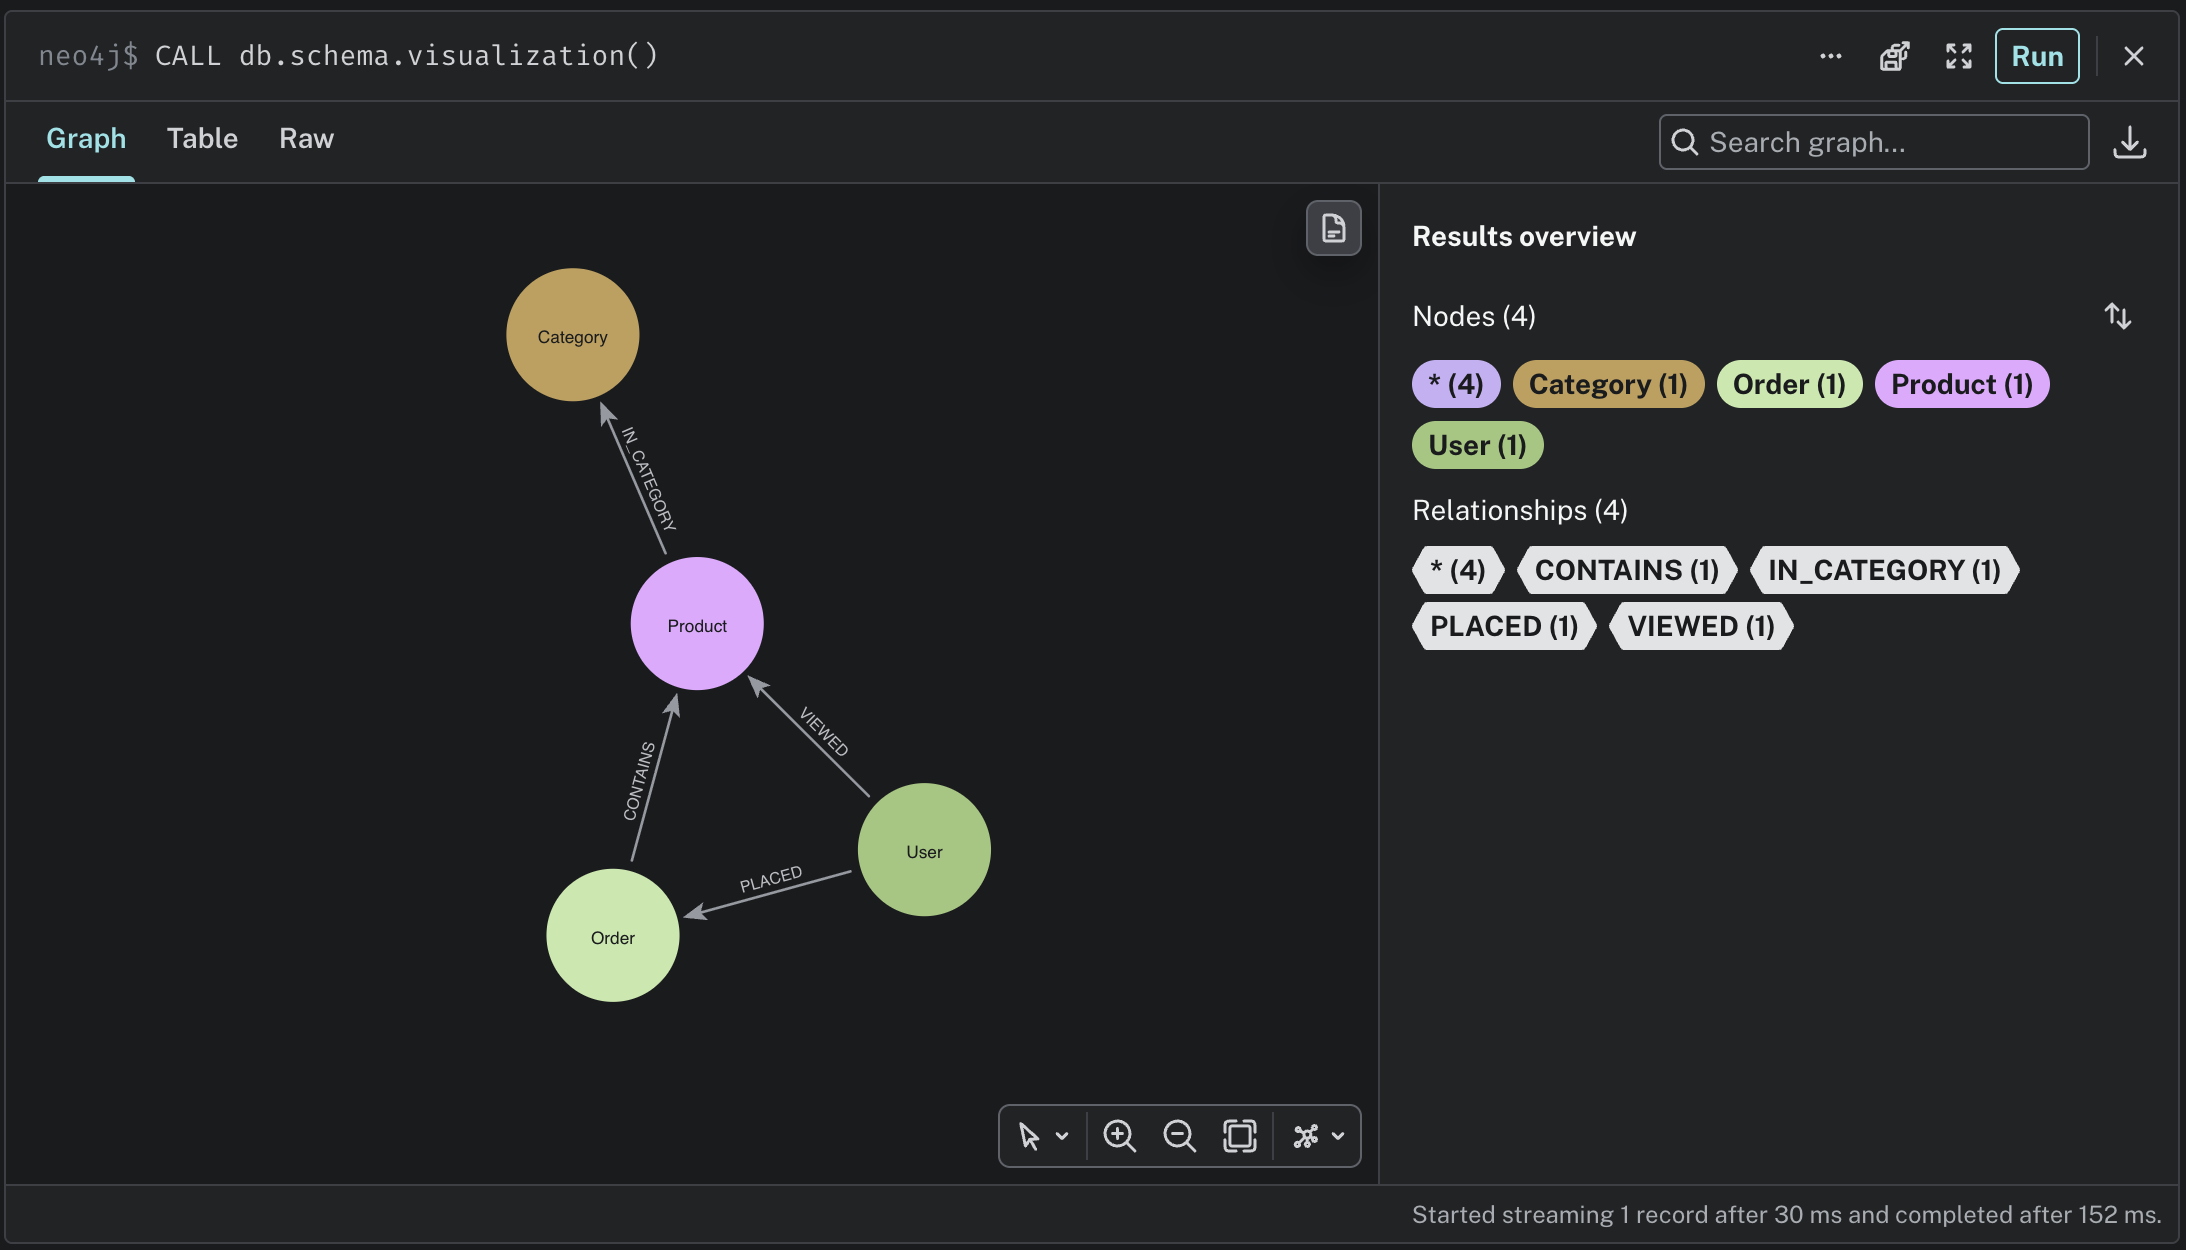 neo4j$ CALL db.schema.visualization()
Run
Graph Table Raw
Search graph...
Results overview
Nodes (4)
* (4) Category (1) Order (1) Product (1)
User (1)
Relationships (4)
* (4) CONTAINS (1) IN_CATEGORY (1)
PLACED (1) VIEWED (1)
Category
IN_CATEGORY
Product
VIEWED
CONTAINS
User
PLACED
Order
Started streaming 1 record after 30 ms and completed after 152 ms.